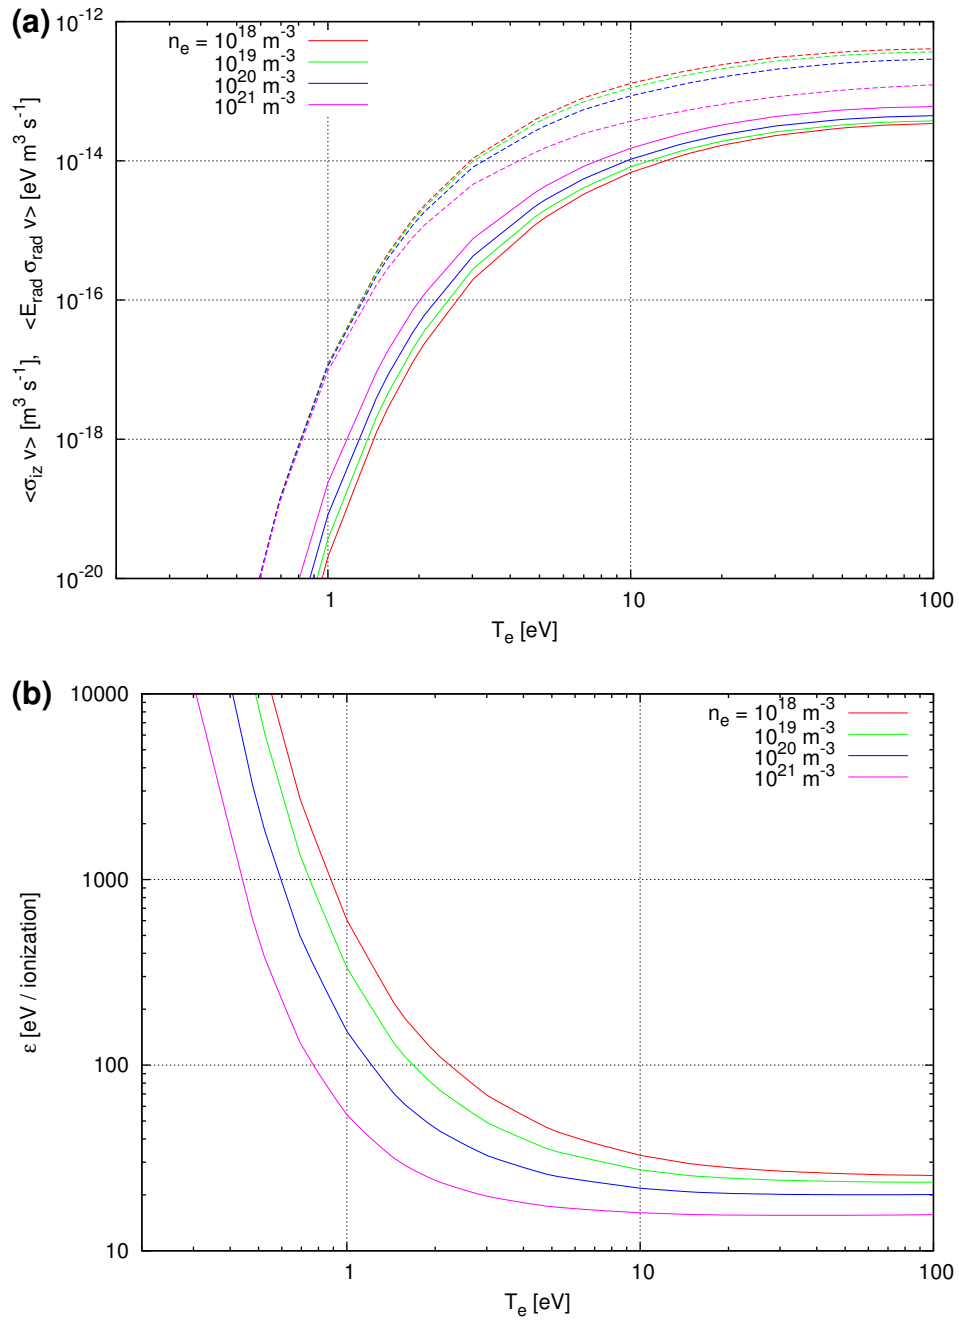 (a)
n_e = 10^18 m^-3
10^19 m^-3
10^20 m^-3
10^21 m^-3
10^-12
10^-14
10^-16
10^-18
10^-20
<σ_iz v> [m^3 s^-1], <E_rad σ_rad v> [eV m^3 s^-1]
1 10 100
T_e [eV]
(b)
n_e = 10^18 m^-3
10^19 m^-3
10^20 m^-3
10^21 m^-3
10000
1000
100
10
ε [eV / ionization]
1 10 100
T_e [eV]